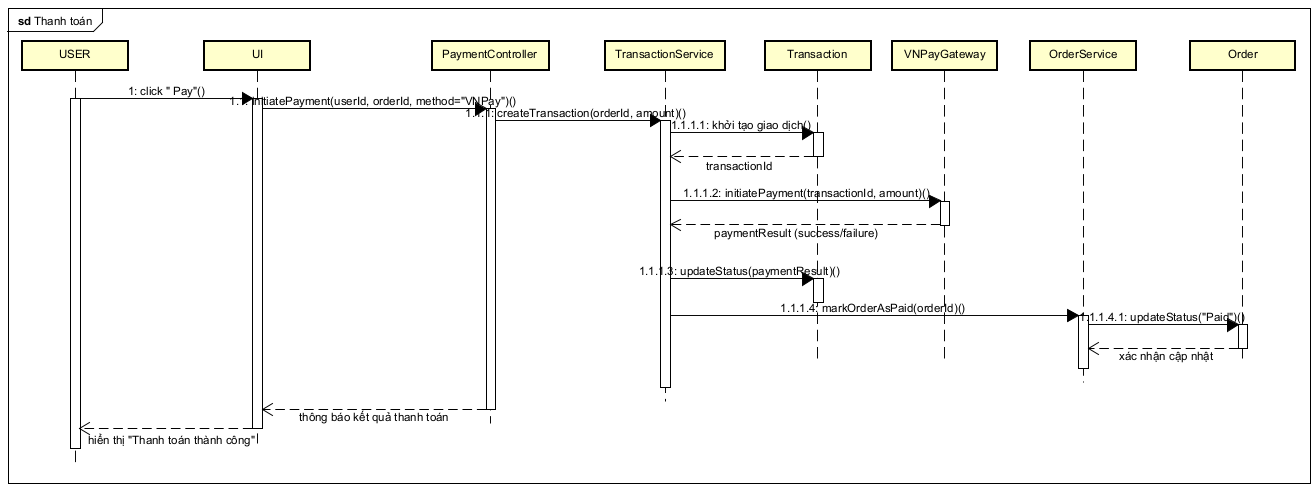 sd Thanh toán
USER
UI
PaymentController
TransactionService
Transaction
VNPayGateway
OrderService
Order
1: click " Pay"()
1.1: initiatePayment(userId, orderId, method="VNPay")()
1.1.1: createTransaction(orderId, amount)()
1.1.1.1: khởi tạo giao dịch()
transactionId
1.1.1.2: initiatePayment(transactionId, amount)()
paymentResult (success/failure)
1.1.1.3: updateStatus(paymentResult)()
1.1.1.4: markOrderAsPaid(orderId)()
1.1.1.4.1: updateStatus("Paid")()
xác nhận cập nhật
thông báo kết quả thanh toán
hiển thị "Thanh toán thành công"